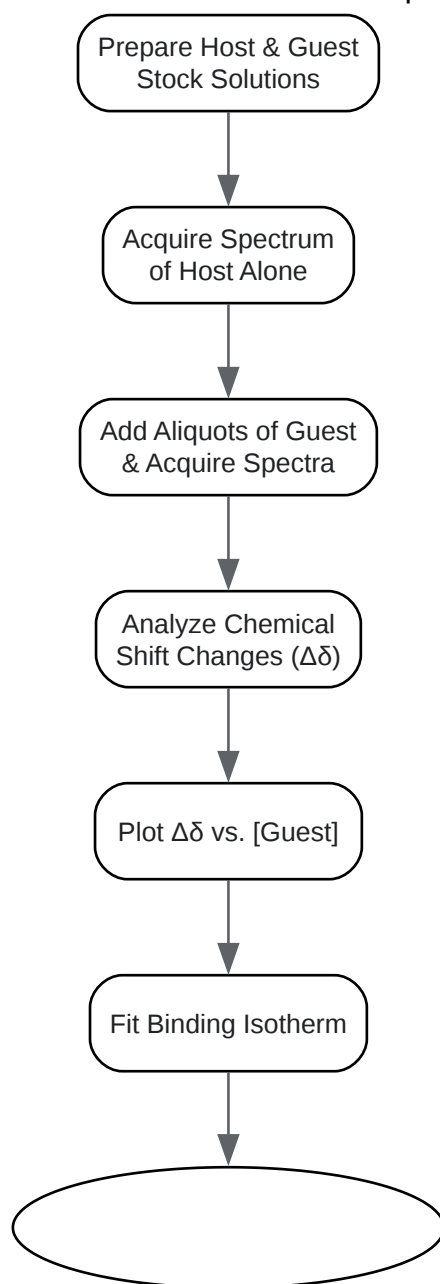 Prepare Host & Guest
Stock Solutions
Acquire Spectrum
of Host Alone
Add Aliquots of Guest
& Acquire Spectra
Analyze Chemical
Shift Changes (Δδ)
Plot Δδ vs. [Guest]
Fit Binding Isotherm